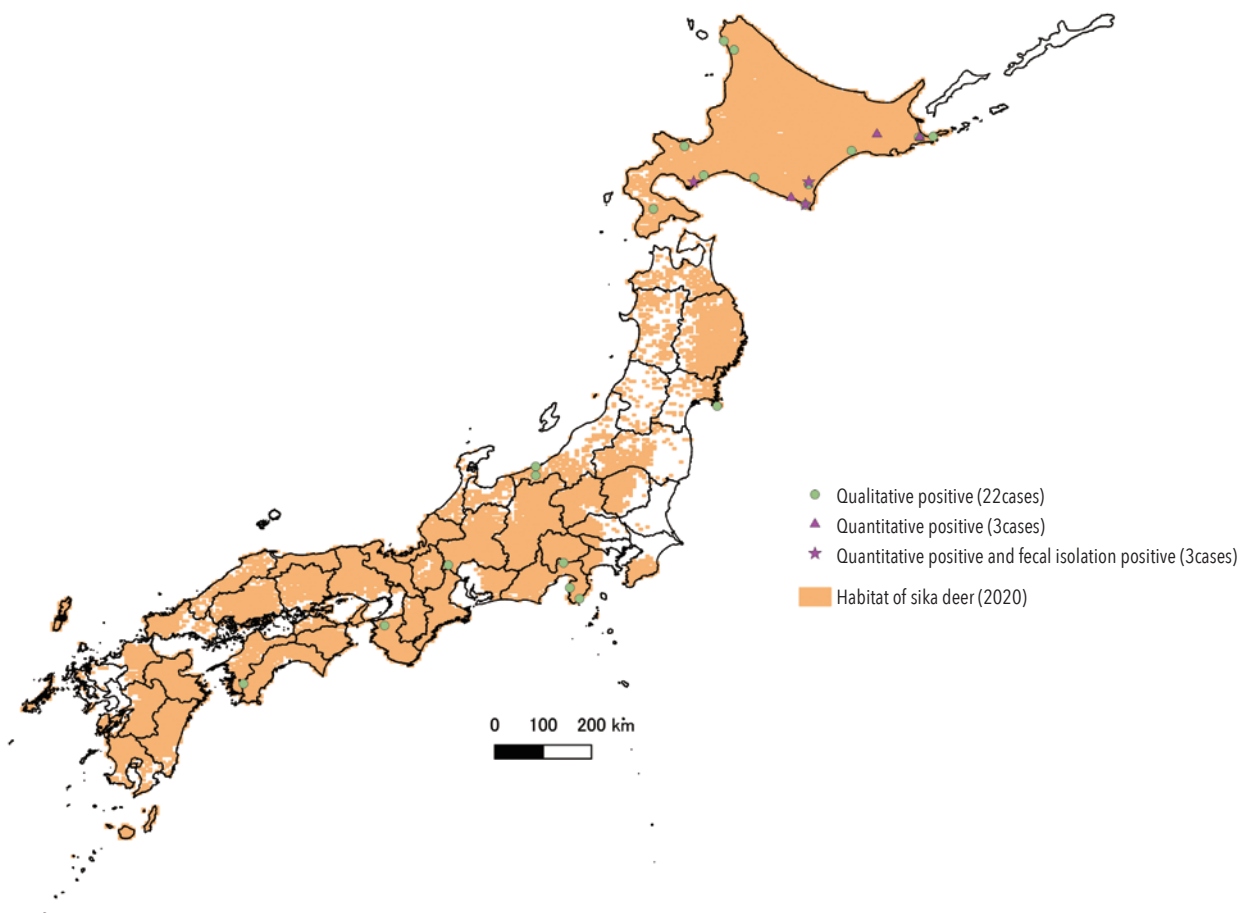 Qualitative positive (22cases)
Quantitative positive (3cases)
Quantitative positive and fecal isolation positive (3cases)
Habitat of sika deer (2020)
0 100 200 km